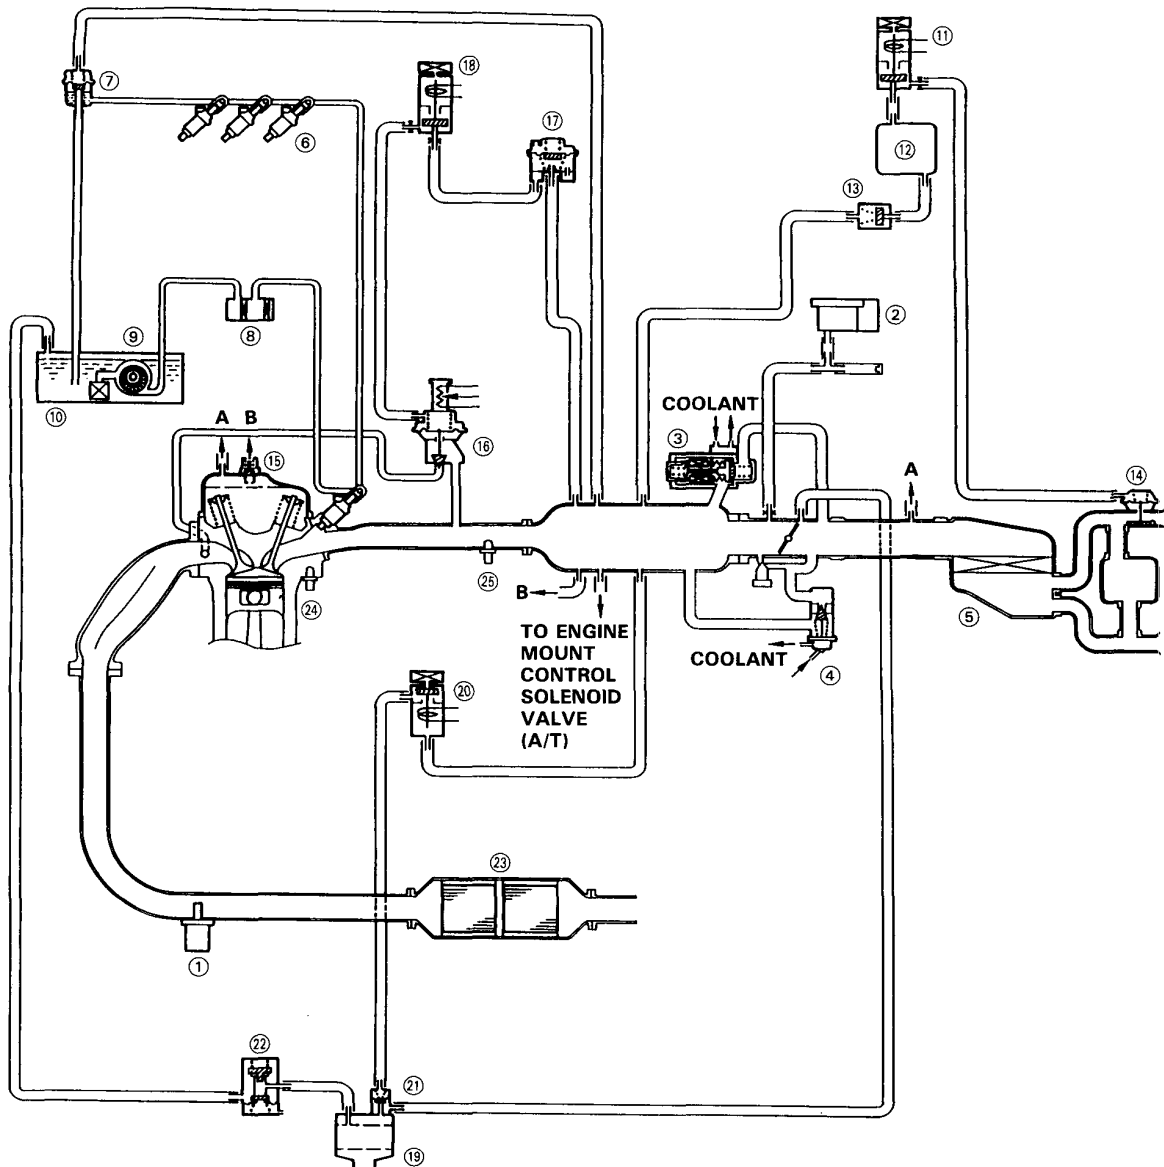 ⑪
⑱
⑦
⑰
⑥
⑫
⑬
②
⑨
⑧
⑩
A B
COOLANT
⑮
⑯
③
A
⑭
㉕
B
㉔
⑤
TO ENGINE
MOUNT
CONTROL
SOLENOID
VALVE
(A/T)
COOLANT
④
⑳
㉓
①
㉒
㉑
⑲